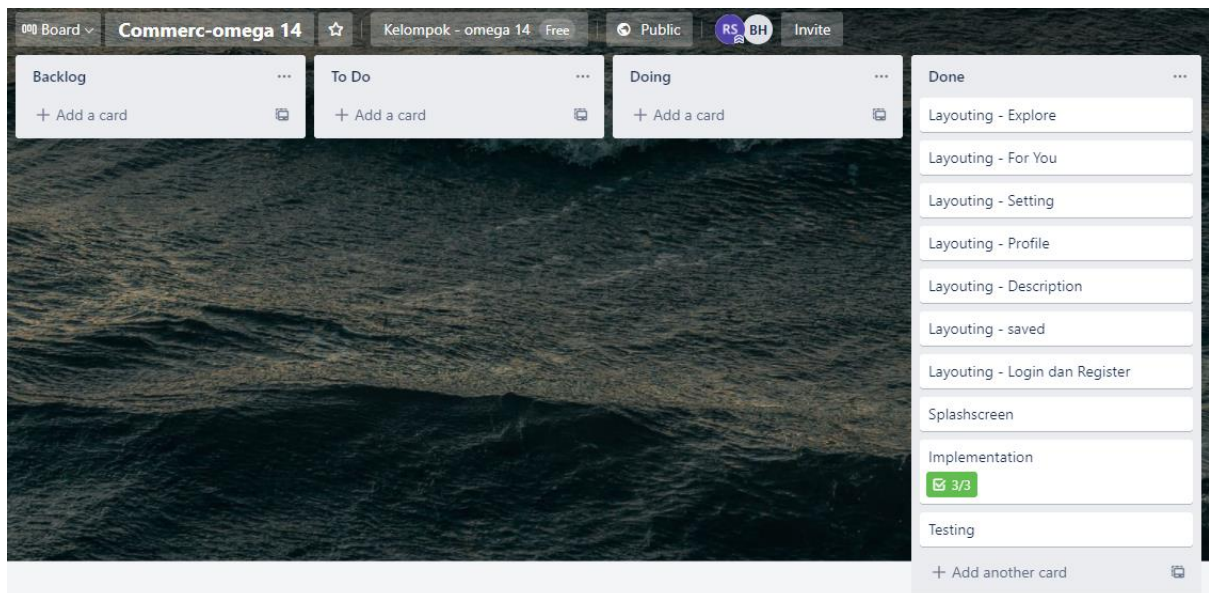 Board Commerc-omega 14 Kelompok - omega 14 Free Public RS BH Invite
Backlog
+ Add a card
To Do
+ Add a card
Doing
+ Add a card
Done
Layouting - Explore
Layouting - For You
Layouting - Setting
Layouting - Profile
Layouting - Description
Layouting - saved
Layouting - Login dan Register
Splashscreen
Implementation
3/3
Testing
+ Add another card